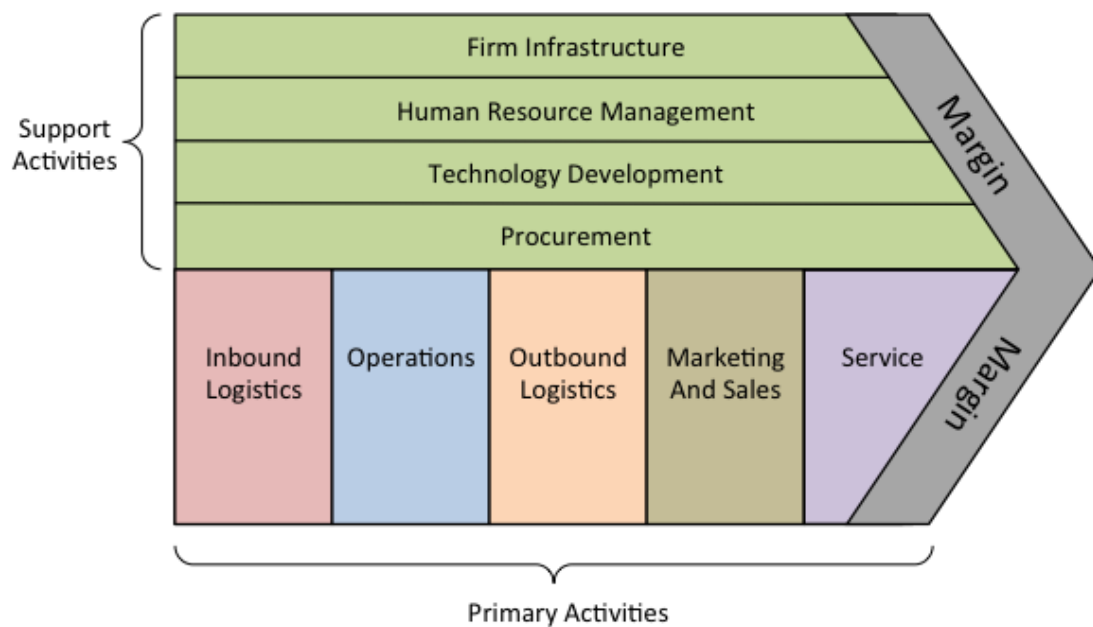 Firm Infrastructure
Human Resource Management
Technology Development
Procurement
Support
Activities
Margin
Inbound
Logistics
Operations
Outbound
Logistics
Marketing
And Sales
Service
Margin
Primary Activities